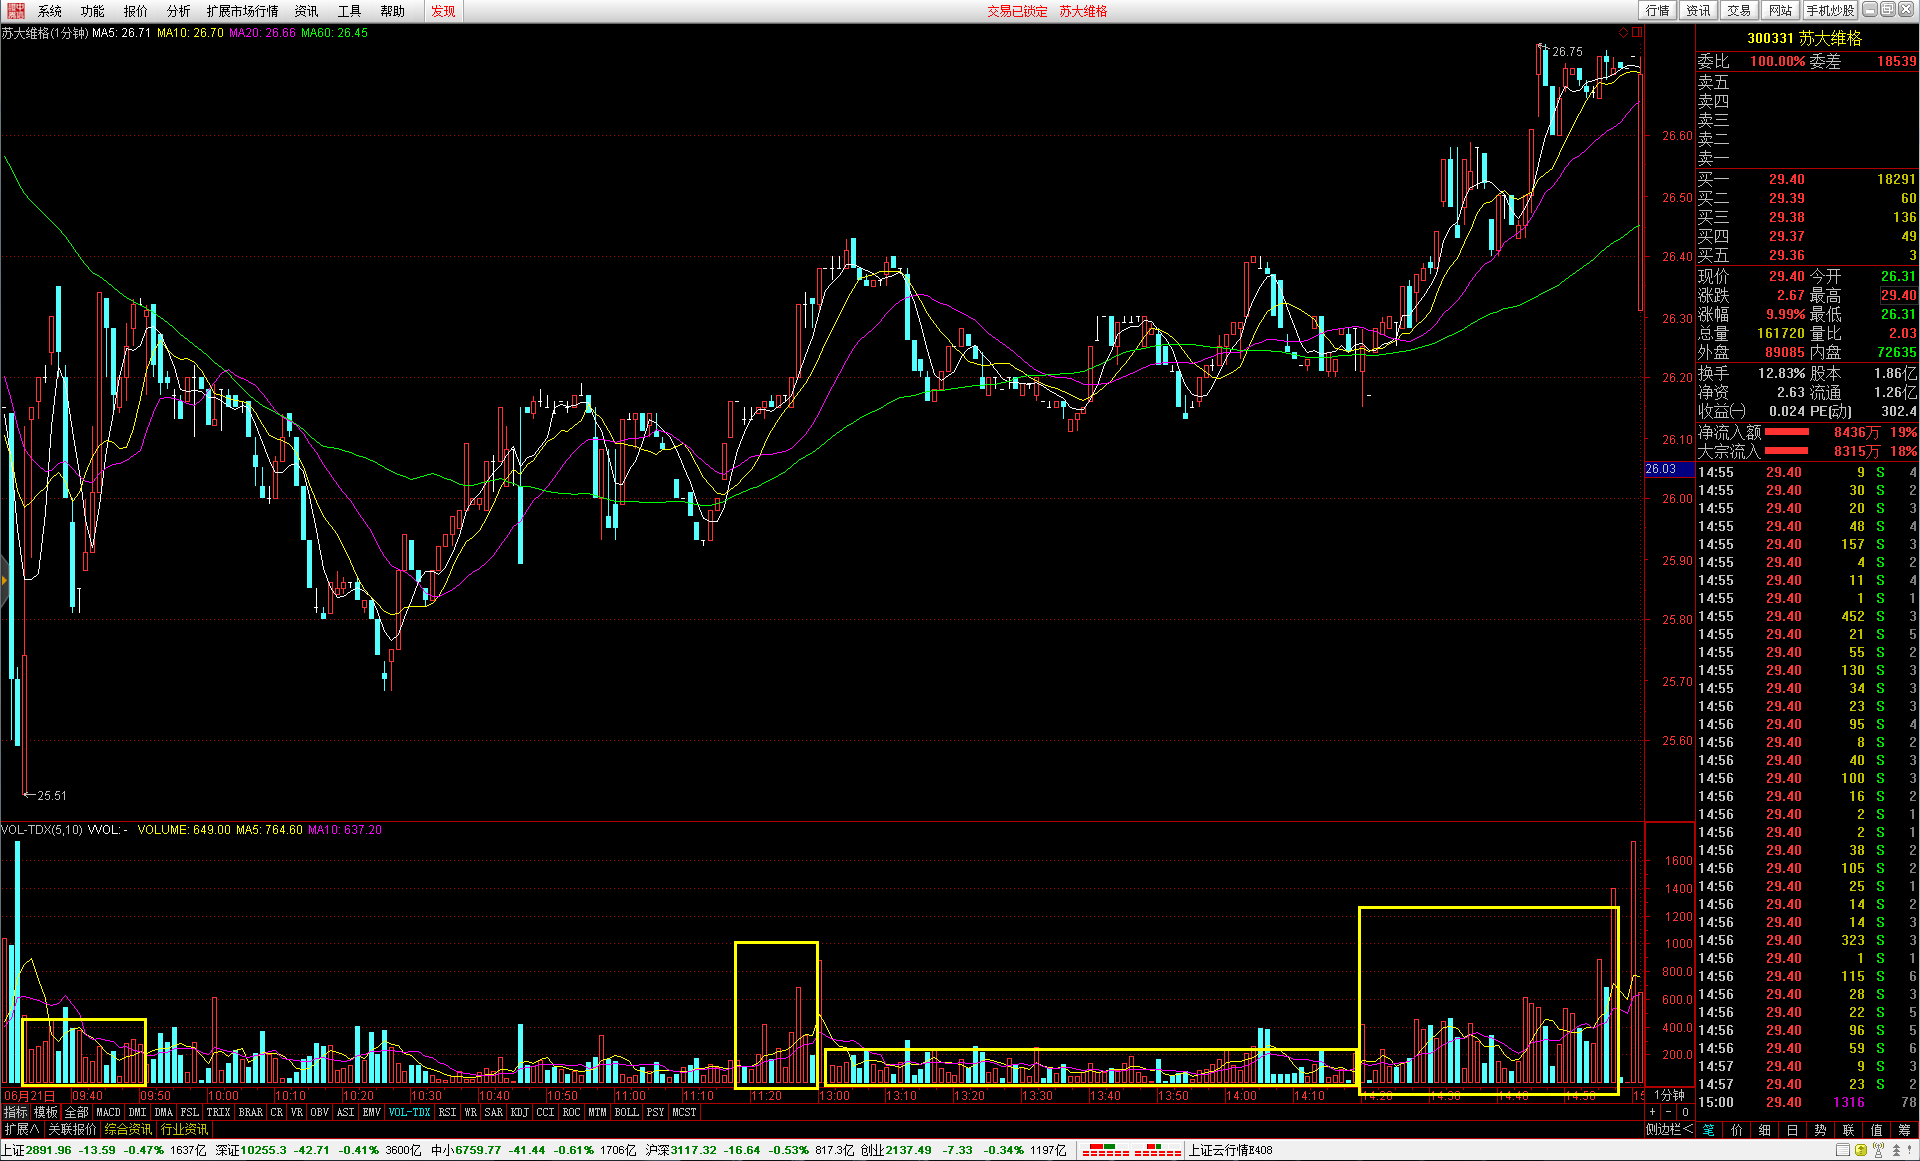 系统 功能 报价 分析 扩展市场行情 资讯 工具 帮助 发现 交易已锁定 苏大维格 行情 资讯 交易 网站 手机炒股
苏大维格(1分钟) MA5: 26.71 MA10: 26.70 MA20: 26.66 MA60: 26.45
26.75
26.60
26.50
26.40
26.30
26.20
26.10
26.03
26.00
25.90
25.80
25.70
25.60
25.51
VOL-TDX(5,10) VVOL: - VOLUME: 649.00 MA5: 764.60 MA10: 637.20
1600
1400
1200
1000
800.0
600.0
400.0
200.0
06月21日 09:40 09:50 10:00 10:10 10:20 10:30 10:40 10:50 11:00 11:10 11:20 13:00 13:10 13:20 13:30 13:40 13:50 14:00 14:10 14:20 14:30 14:40 14:50 1分钟
指标 模板 全部 MACD DMI DMA FSL TRIX BRAR CR VR OBV ASI EMV VOL-TDX RSI WR SAR KDJ CCI ROC MTM BOLL PSY MCST + - 0
扩展∧ 关联报价 综合资讯 行业资讯 侧边栏< 笔 价 细 日 势 联 值 筹
300331 苏大维格
委比 100.00% 委差 18539
卖五
卖四
卖三
卖二
卖一
买一 29.40 18291
买二 29.39 60
买三 29.38 136
买四 29.37 49
买五 29.36 3
现价 29.40 今开 26.31
涨跌 2.67 最高 29.40
涨幅 9.99% 最低 26.31
总量 161720 量比 2.03
外盘 89085 内盘 72635
换手 12.83% 股本 1.86亿
净资 2.63 流通 1.26亿
收益㈠ 0.024 PE(动) 302.4
净流入额 8436万 19%
大宗流入 8315万 18%
14:55 29.40 9 S 4
14:55 29.40 30 S 2
14:55 29.40 20 S 3
14:55 29.40 48 S 4
14:55 29.40 157 S 3
14:55 29.40 4 S 2
14:55 29.40 11 S 4
14:55 29.40 1 S 1
14:55 29.40 452 S 3
14:55 29.40 21 S 5
14:55 29.40 55 S 2
14:55 29.40 130 S 3
14:55 29.40 34 S 3
14:56 29.40 23 S 3
14:56 29.40 95 S 4
14:56 29.40 8 S 2
14:56 29.40 40 S 3
14:56 29.40 100 S 3
14:56 29.40 16 S 2
14:56 29.40 2 S 1
14:56 29.40 2 S 1
14:56 29.40 38 S 2
14:56 29.40 105 S 2
14:56 29.40 25 S 1
14:56 29.40 14 S 2
14:56 29.40 14 S 3
14:56 29.40 323 S 3
14:56 29.40 1 S 1
14:56 29.40 115 S 6
14:56 29.40 28 S 3
14:56 29.40 22 S 5
14:56 29.40 96 S 5
14:56 29.40 59 S 6
14:57 29.40 9 S 3
14:57 29.40 23 S 2
15:00 29.40 1316 78
上证2891.96 -13.59 -0.47% 1637亿 深证10255.3 -42.71 -0.41% 3600亿 中小6759.77 -41.44 -0.61% 1706亿 沪深3117.32 -16.64 -0.53% 817.3亿 创业2137.49 -7.33 -0.34% 1197亿 上证云行情E408